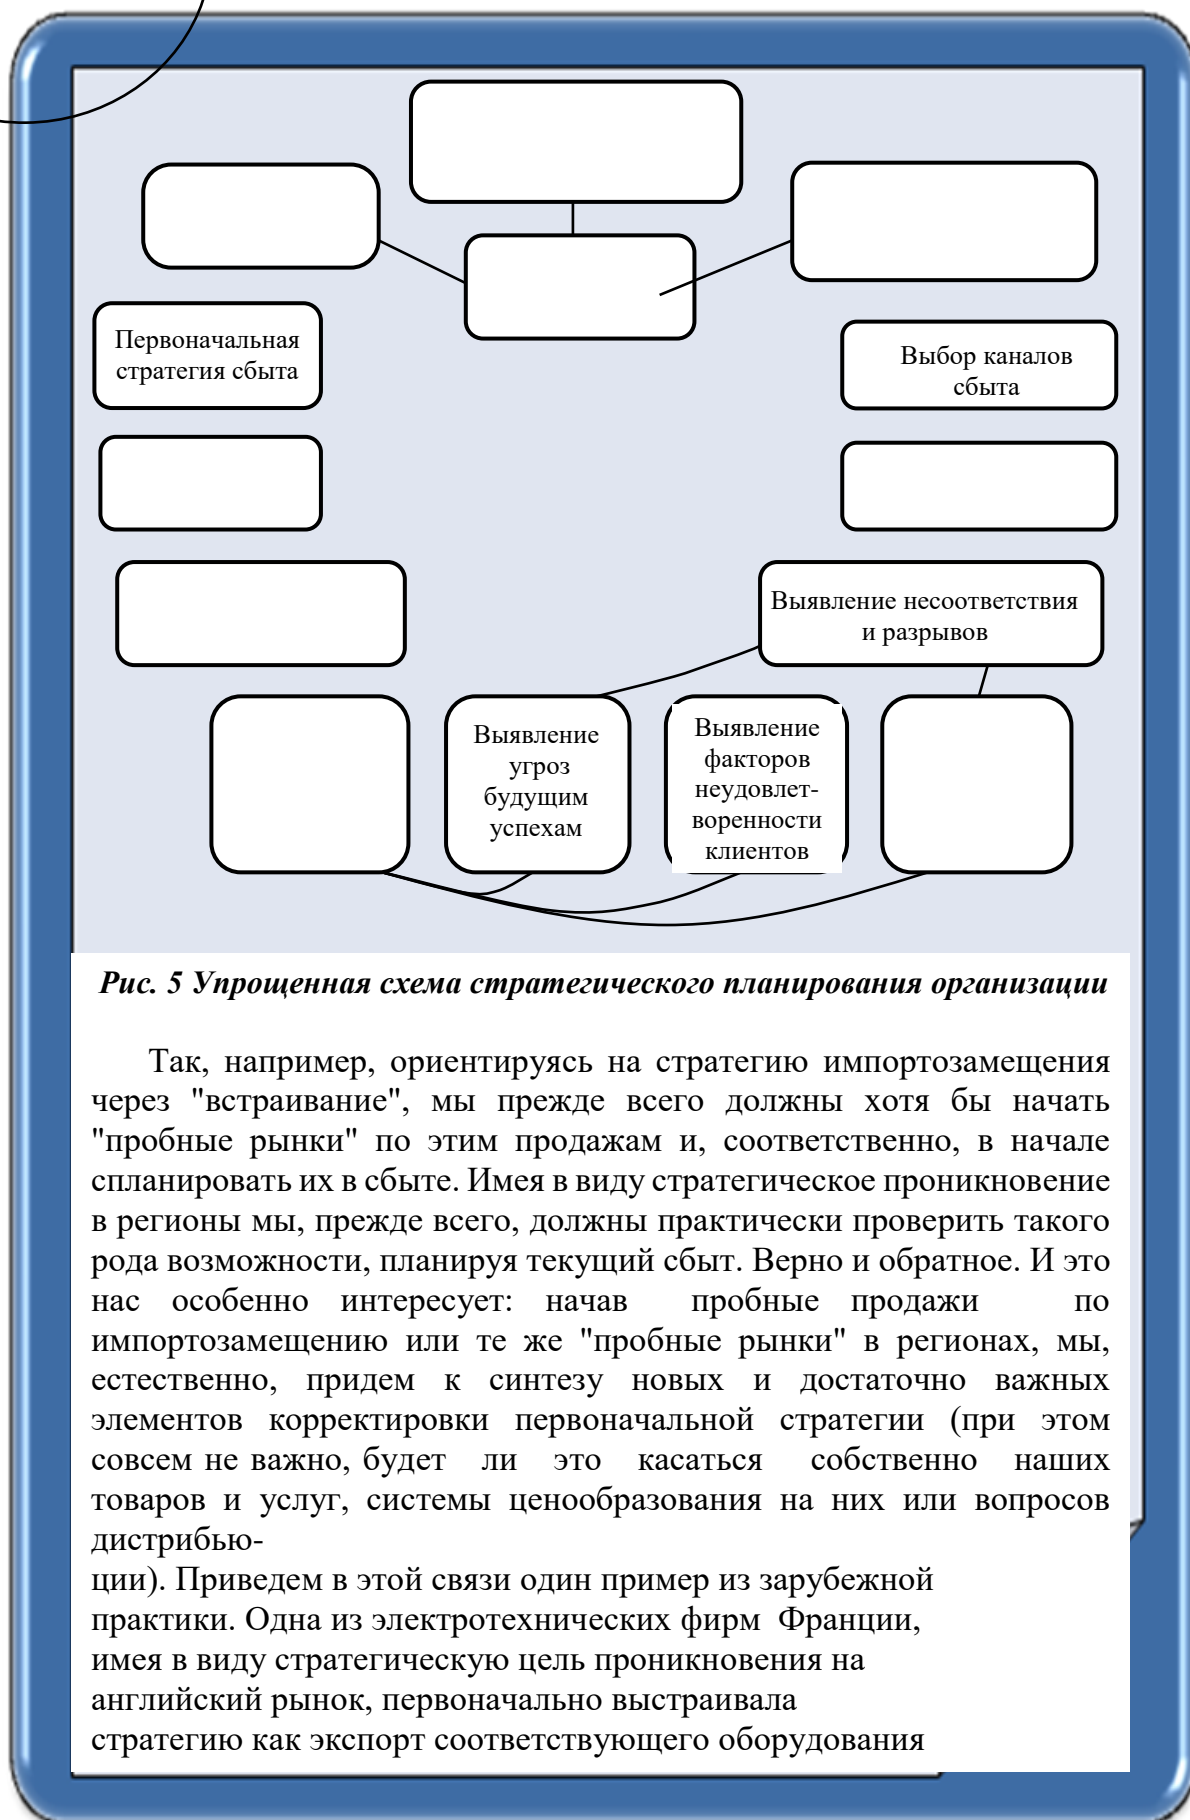 Первоначальная
стратегия сбыта
Выбор каналов
сбыта
Выявление несоответствия
и разрывов
Выявление
угроз
будущим
успехам
Выявление
факторов
неудовлет-
воренности
клиентов
Рис. 5 Упрощенная схема стратегического планирования организации
Так, например, ориентируясь на стратегию импортозамещения
через "встраивание", мы прежде всего должны хотя бы начать
"пробные рынки" по этим продажам и, соответственно, в начале
спланировать их в сбыте. Имея в виду стратегическое проникновение
в регионы мы, прежде всего, должны практически проверить такого
рода возможности, планируя текущий сбыт. Верно и обратное. И это
нас особенно интересует: начав пробные продажи по
импортозамещению или те же "пробные рынки" в регионах, мы,
естественно, придем к синтезу новых и достаточно важных
элементов корректировки первоначальной стратегии (при этом
совсем не важно, будет ли это касаться собственно наших
товаров и услуг, системы ценообразования на них или вопросов
дистрибью-
ции). Приведем в этой связи один пример из зарубежной
практики. Одна из электротехнических фирм Франции,
имея в виду стратегическую цель проникновения на
английский рынок, первоначально выстраивала
стратегию как экспорт соответствующего оборудования